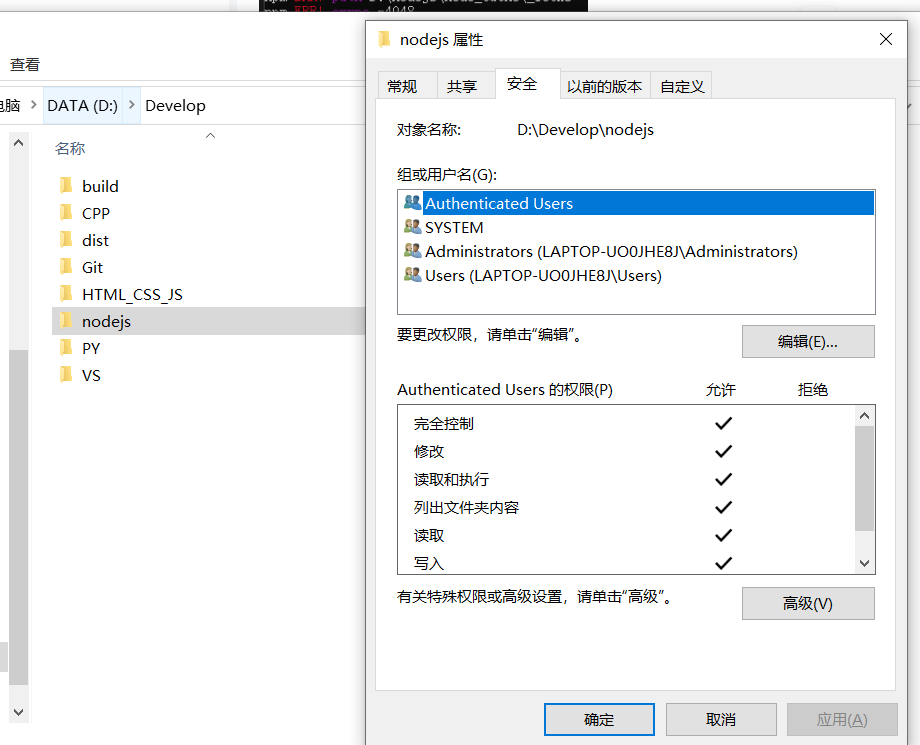 errno -4048
查看
电脑 > DATA (D:) > Develop
名称
build
CPP
dist
Git
HTML_CSS_JS
nodejs
PY
VS
nodejs 属性
常规 共享 安全 以前的版本 自定义
对象名称: D:\Develop\nodejs
组或用户名(G):
Authenticated Users
SYSTEM
Administrators (LAPTOP-UO0JHE8J\Administrators)
Users (LAPTOP-UO0JHE8J\Users)
要更改权限，请单击“编辑”。
编辑(E)...
Authenticated Users 的权限(P) 允许 拒绝
完全控制
修改
读取和执行
列出文件夹内容
读取
写入
有关特殊权限或高级设置，请单击“高级”。
高级(V)
确定 取消 应用(A)